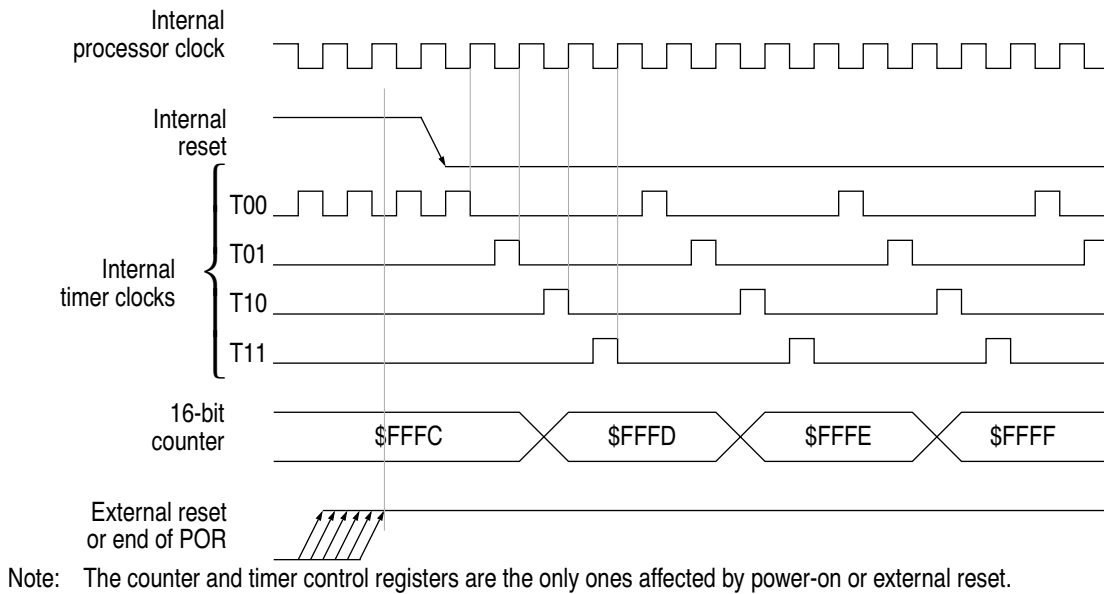 Internal
processor clock
Internal
reset
Internal
timer clocks
T00
T01
T10
T11
16-bit
counter
$FFFC
$FFFD
$FFFE
$FFFF
External reset
or end of POR
Note: The counter and timer control registers are the only ones affected by power-on or external reset.